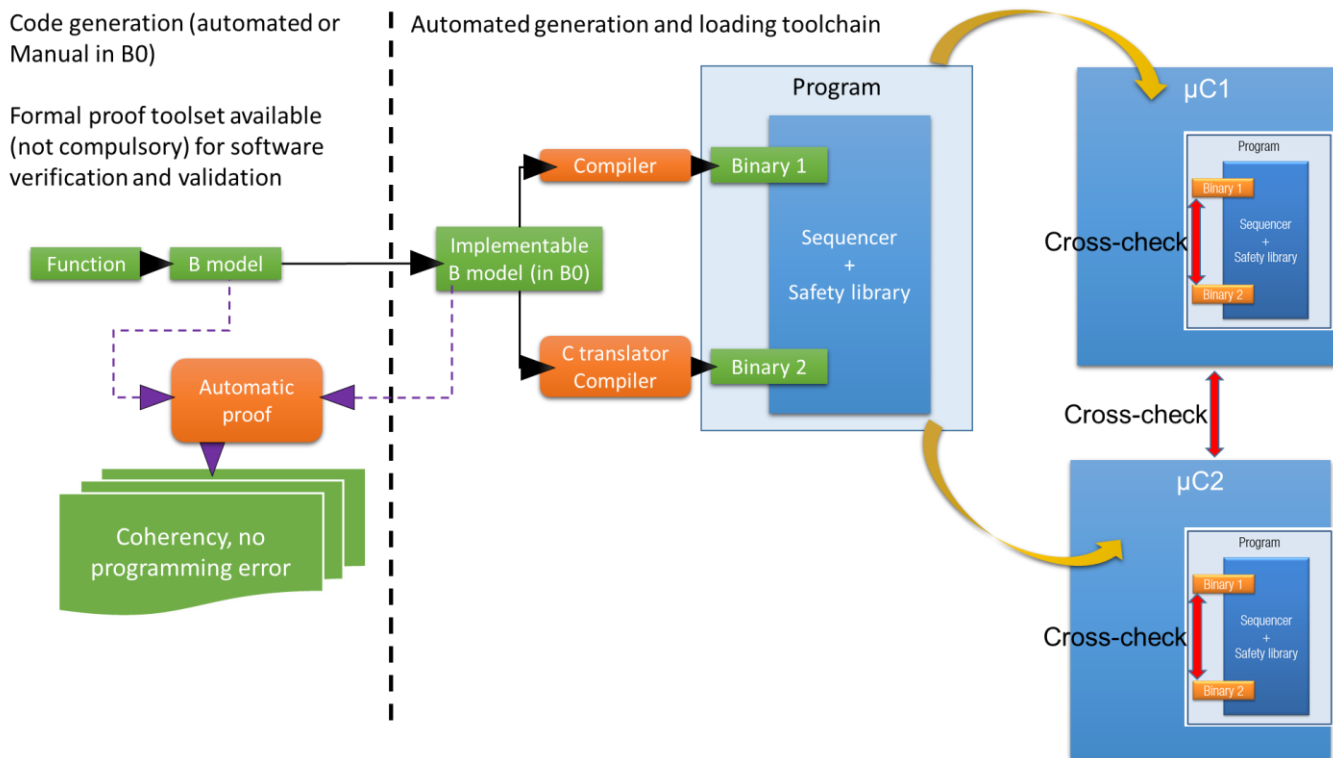 Code generation (automated or
Manual in B0)
Formal proof toolset available
(not compulsory) for software
verification and validation
Function
B model
Automatic
proof
Coherency, no
programming error
Automated generation and loading toolchain
Implementable
B model (in B0)
Compiler
C translator
Compiler
Program
Binary 1
Sequencer
+
Safety library
Binary 2
µC1
Program
Binary 1
Cross-check
Sequencer
+
Safety library
Binary 2
Cross-check
µC2
Program
Binary 1
Cross-check
Sequencer
+
Safety library
Binary 2